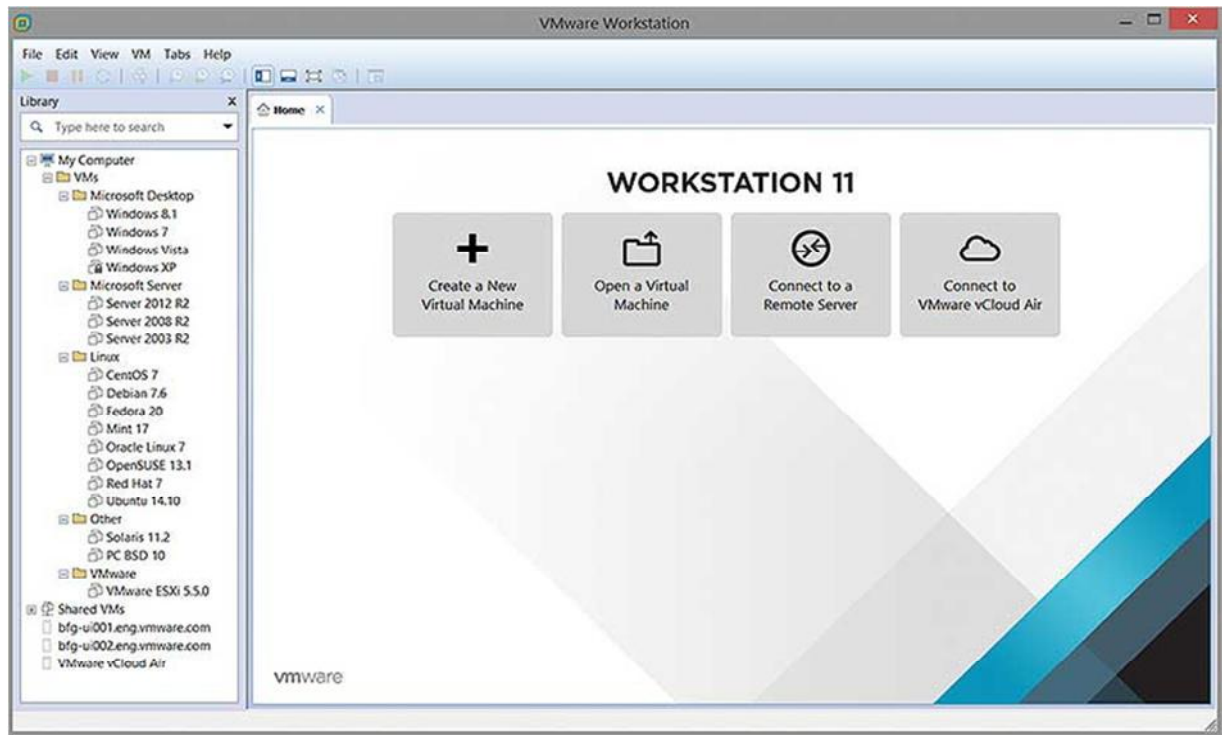 VMware Workstation
File Edit View VM Tabs Help
Library
Type here to search
My Computer
VMs
Microsoft Desktop
Windows 8.1
Windows 7
Windows Vista
Windows XP
Microsoft Server
Server 2012 R2
Server 2008 R2
Server 2003 R2
Linux
CentOS 7
Debian 7.6
Fedora 20
Mint 17
Oracle Linux 7
OpenSUSE 13.1
Red Hat 7
Ubuntu 14.10
Other
Solaris 11.2
PC BSD 10
VMware
VMware ESXi 5.5.0
Shared VMs
bfg-ui001.eng.vmware.com
bfg-ui002.eng.vmware.com
VMware vCloud Air
Home
WORKSTATION 11
Create a New
Virtual Machine
Open a Virtual
Machine
Connect to a
Remote Server
Connect to
VMware vCloud Air
vmware